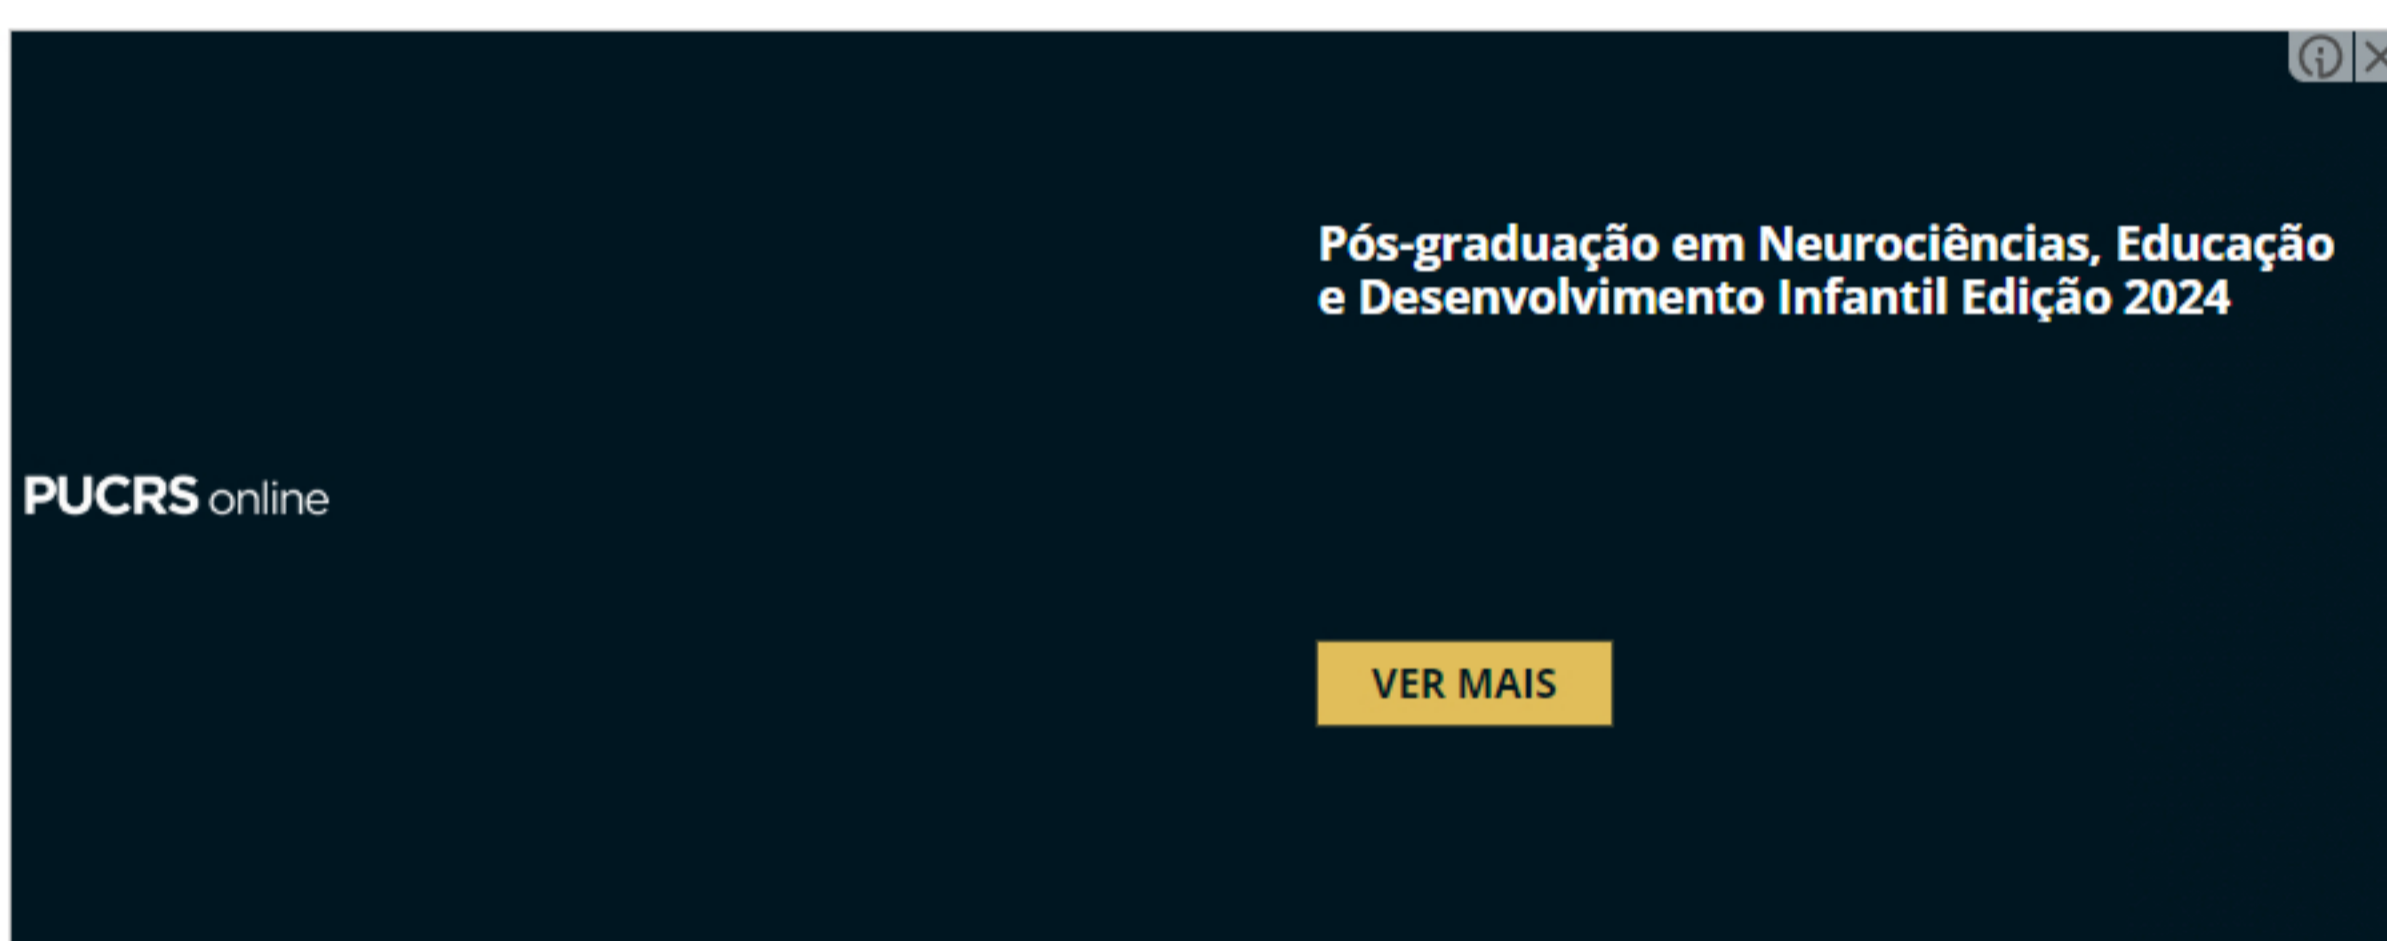 Pós-graduação em Neurociências, Educação
e Desenvolvimento Infantil Edição 2024
PUCRS online
VER MAIS